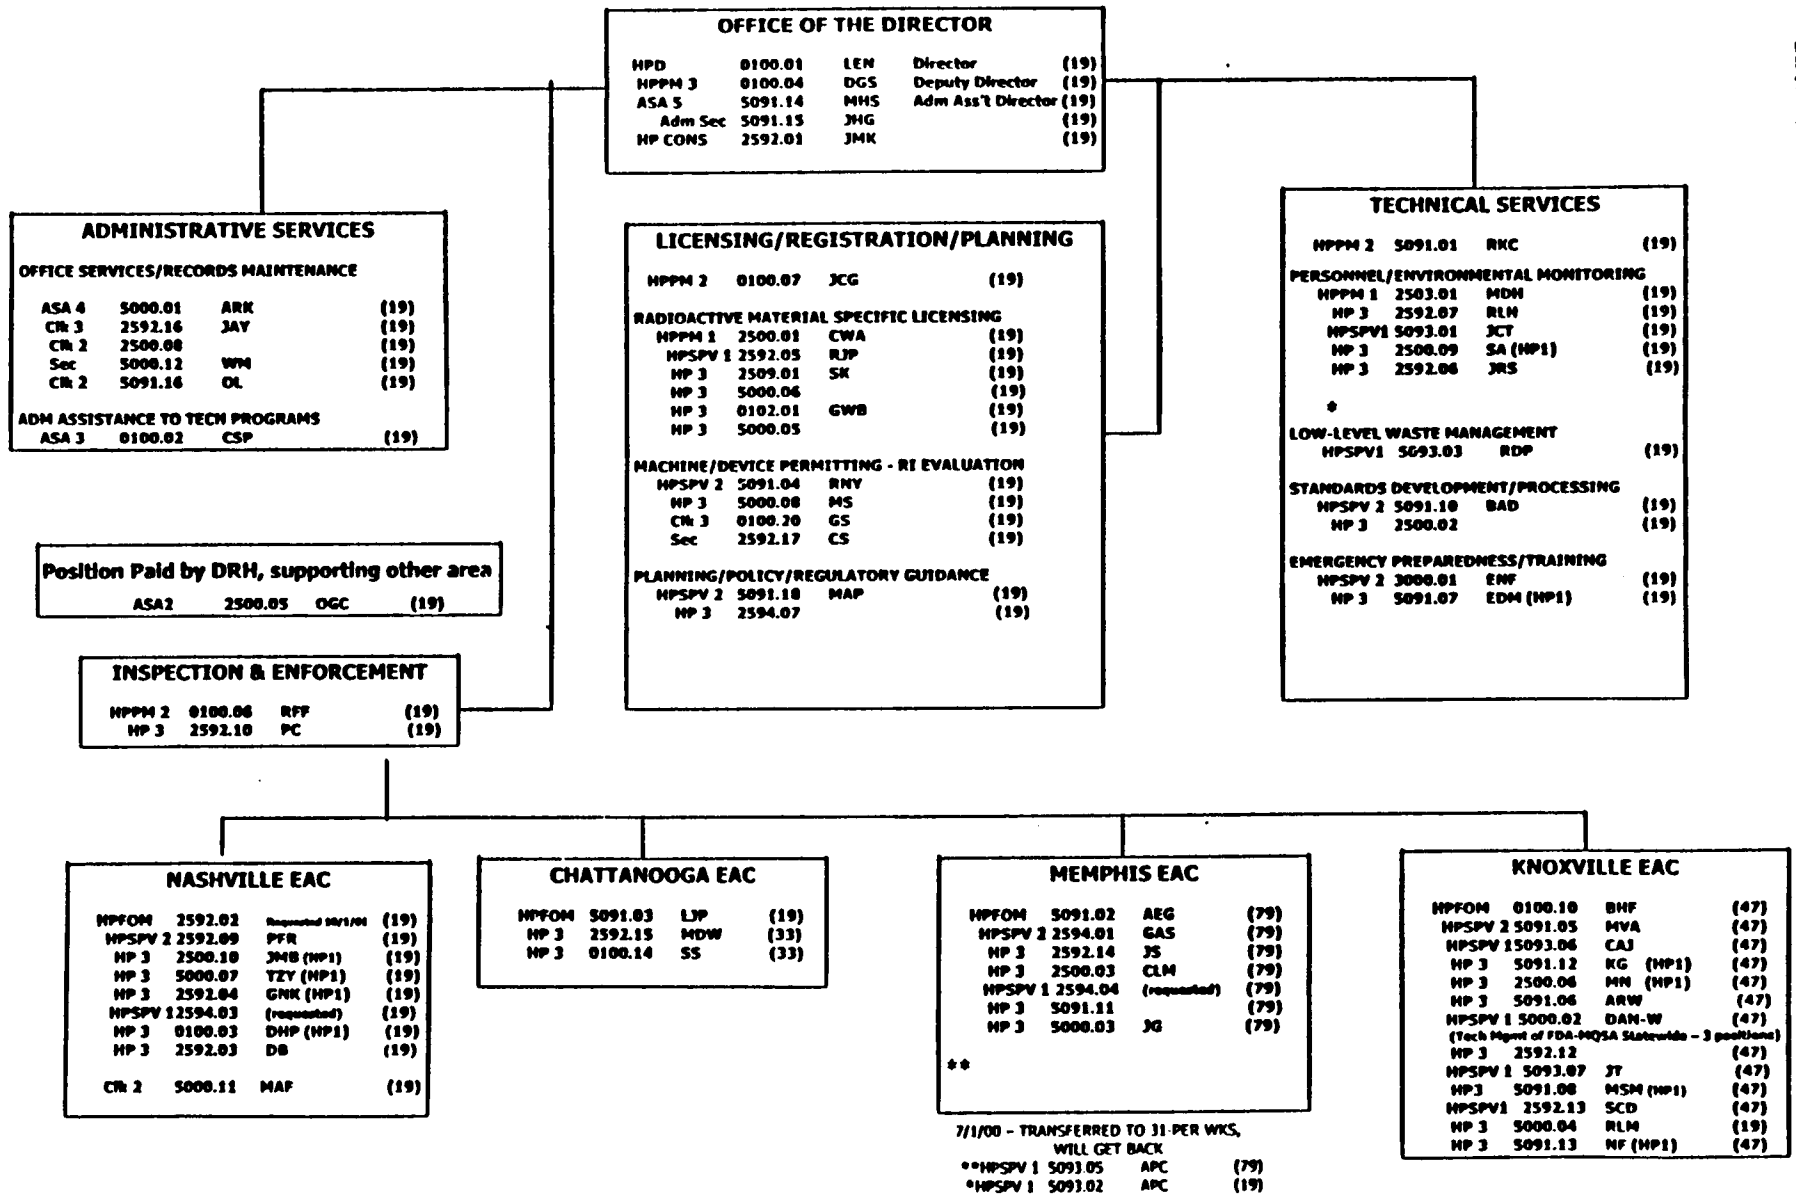 OFFICE OF THE DIRECTOR
HPD 0100.01 LEN Director (19)
HPPM 3 0100.04 DGS Deputy Director (19)
ASA 5 5091.14 MHS Adm Ass't Director (19)
Adm Sec 5091.15 JHG (19)
HP CONS 2592.01 JMK (19)
ADMINISTRATIVE SERVICES
OFFICE SERVICES/RECORDS MAINTENANCE
ASA 4 5000.01 ARK (19)
Clk 3 2592.16 JAY (19)
Clk 2 2500.08 (19)
Sec 5000.12 WM (19)
Clk 2 5091.16 OL (19)
ADM ASSISTANCE TO TECH PROGRAMS
ASA 3 0100.02 CSP (19)
LICENSING/REGISTRATION/PLANNING
HPPM 2 0100.07 JCG (19)
RADIOACTIVE MATERIAL SPECIFIC LICENSING
HPPM 1 2500.01 CWA (19)
HPSPV 1 2592.05 RJP (19)
HP 3 2509.01 SK (19)
HP 3 5000.06 (19)
HP 3 0102.01 GWB (19)
HP 3 5000.05 (19)
MACHINE/DEVICE PERMITTING - RI EVALUATION
HPSPV 2 5091.04 RNY (19)
HP 3 5000.08 MS (19)
Clk 3 0100.20 GS (19)
Sec 2592.17 CS (19)
PLANNING/POLICY/REGULATORY GUIDANCE
HPSPV 2 5091.18 MAP (19)
HP 3 2594.07 (19)
TECHNICAL SERVICES
HPPM 2 5091.01 RKC (19)
PERSONNEL/ENVIRONMENTAL MONITORING
HPPM 1 2503.01 MDH (19)
HP 3 2592.07 RLH (19)
HPSPV1 5093.01 JCT (19)
HP 3 2500.09 SA (HP1) (19)
HP 3 2592.06 JRS (19)
*
LOW-LEVEL WASTE MANAGEMENT
HPSPV1 5093.03 RDP (19)
STANDARDS DEVELOPMENT/PROCESSING
HPSPV 2 5091.10 BAD (19)
HP 3 2500.02 (19)
EMERGENCY PREPAREDNESS/TRAINING
HPSPV 2 3000.01 ENF (19)
HP 3 5091.07 EDM (HP1) (19)
Position Paid by DRH, supporting other area
ASA2 2500.05 OGC (19)
INSPECTION & ENFORCEMENT
HPPM 2 0100.06 RFF (19)
HP 3 2592.10 PC (19)
NASHVILLE EAC
HPFOM 2592.02 Requested (19)
HPSPV 2 2592.09 PFR (19)
HP 3 2500.10 JMB (HP1) (19)
HP 3 5000.07 TZY (HP1) (19)
HP 3 2592.04 GNK (HP1) (19)
HPSPV 1 2594.03 (requested) (19)
HP 3 0100.03 DHP (HP1) (19)
HP 3 2592.03 DB (19)
Clk 2 5000.11 MAF (19)
CHATTANOOGA EAC
HPFOM 5091.03 LJP (19)
HP 3 2592.15 MDW (33)
HP 3 0100.14 SS (33)
MEMPHIS EAC
HPFOM 5091.02 AEG (79)
HPSPV 2 2594.01 GAS (79)
HP 3 2592.14 JS (79)
HP 3 2500.03 CLM (79)
HPSPV 1 2594.04 (requested) (79)
HP 3 5091.11 (79)
HP 3 5000.03 JG (79)
**
7/1/00 - TRANSFERRED TO 31-PER WKS,
WILL GET BACK
**HPSPV 1 5093.05 APC (79)
*HPSPV 1 5093.02 APC (19)
KNOXVILLE EAC
HPFOM 0100.10 BHF (47)
HPSPV 2 5091.05 MVA (47)
HPSPV 1 5093.06 CAJ (47)
HP 3 5091.12 KG (HP1) (47)
HP 3 2500.06 MN (HP1) (47)
HP 3 5091.06 ARW (47)
HPSPV 1 5000.02 DAN-W (47)
(Tech Mgmt of FDA-MQSA Statewide - 3 positions)
HP 3 2592.12 (47)
HPSPV 1 5093.07 JT (47)
HP3 5091.08 MSM (HP1) (47)
HPSPV1 2592.13 SCD (47)
HP 3 5000.04 RLM (19)
HP 3 5091.13 NF (HP1) (47)